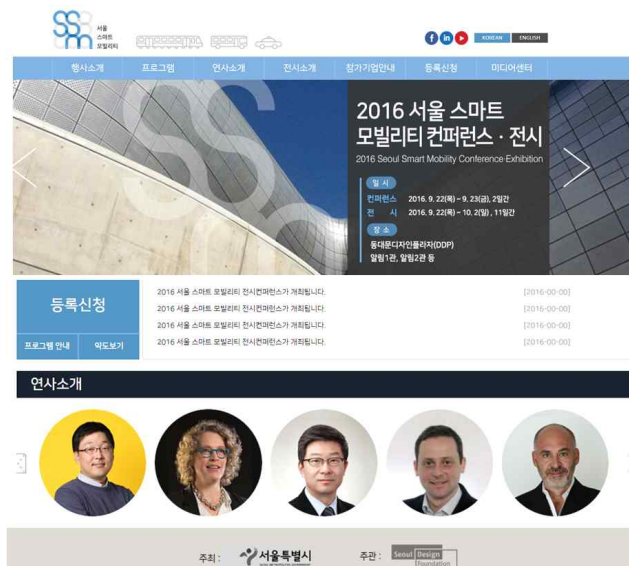 ssm
서울
스마트
모빌리티
KOREAN
ENGLISH
행사소개
프로그램
연사소개
전시소개
참가기업안내
등록신청
미디어센터
2016 서울 스마트
모빌리티 컨퍼런스 · 전시
2016 Seoul Smart Mobility Conference·Exhibition
일 시
컨퍼런스 2016. 9. 22(목) ~ 9. 23(금), 2일간
전 시 2016. 9. 22(목) ~ 10. 2(일) , 11일간
장 소
동대문디자인플라자(DDP)
알림1관, 알림2관 등
등록신청
프로그램 안내
약도보기
2016 서울 스마트 모빌리티 전시컨퍼런스가 개최됩니다. [2016-00-00]
2016 서울 스마트 모빌리티 전시컨퍼런스가 개최됩니다. [2016-00-00]
2016 서울 스마트 모빌리티 전시컨퍼런스가 개최됩니다. [2016-00-00]
2016 서울 스마트 모빌리티 전시컨퍼런스가 개최됩니다. [2016-00-00]
연사소개
주최 : 서울특별시
주관 : Seoul Design
Foundation